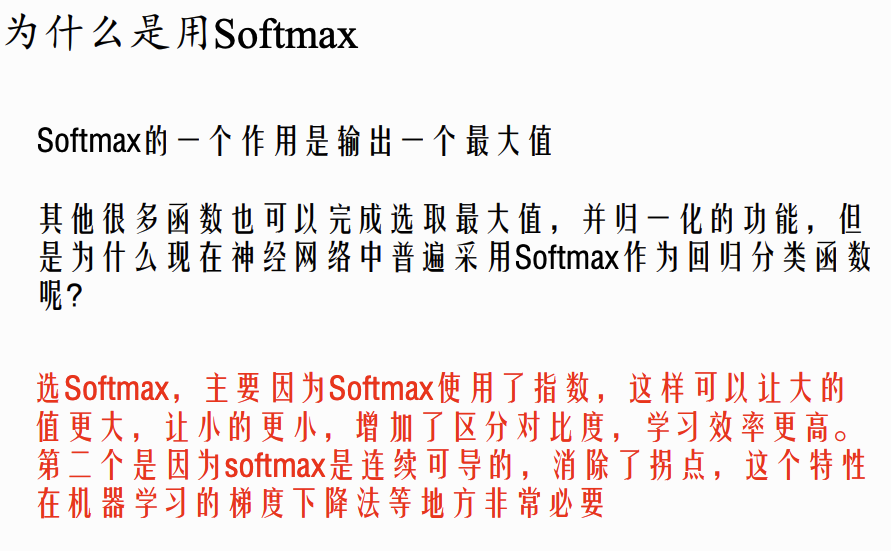 为什么是用Softmax
Softmax的一个作用是输出一个最大值
其他很多函数也可以完成选取最大值，并归一化的功能，但
是为什么现在神经网络中普遍采用Softmax作为回归分类函数
呢?
选Softmax，主要因为Softmax使用了指数，这样可以让大的
值更大，让小的更小，增加了区分对比度，学习效率更高。
第二个是因为softmax是连续可导的，消除了拐点，这个特性
在机器学习的梯度下降法等地方非常必要